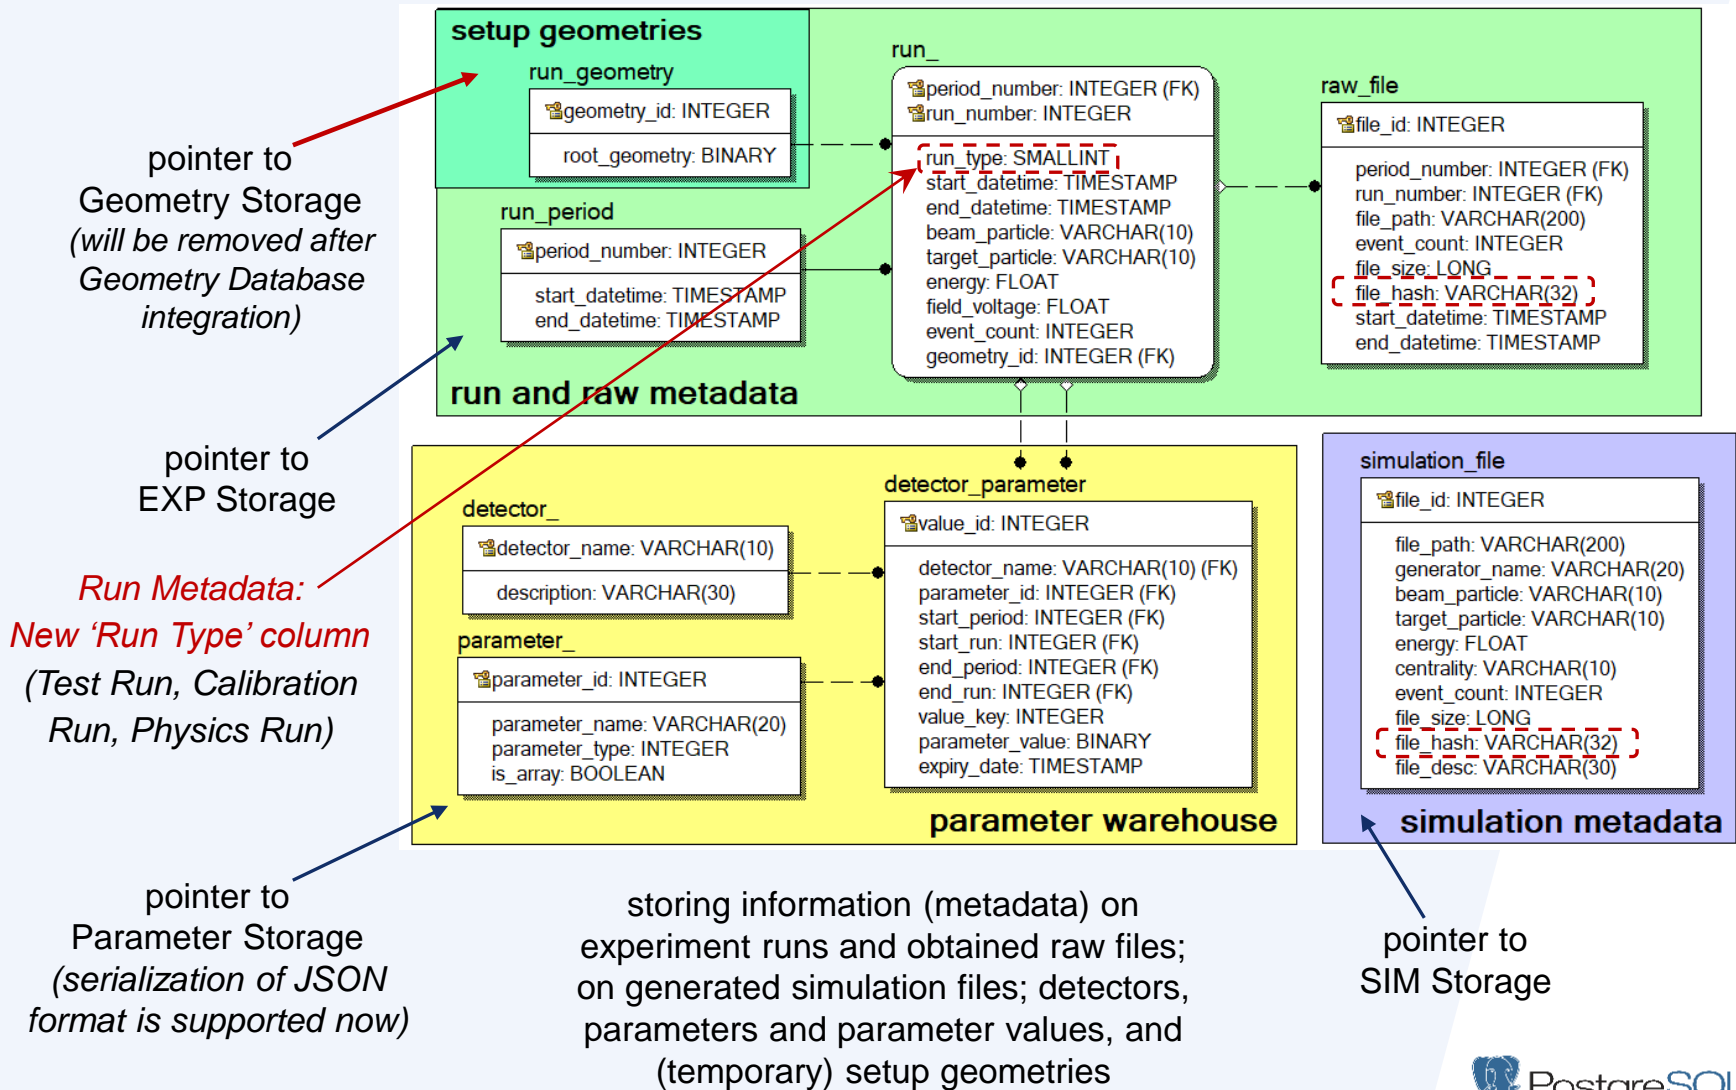 setup geometries
run_geometry
geometry_id: INTEGER
root_geometry: BINARY
run_period
period_number: INTEGER
start_datetime: TIMESTAMP
end_datetime: TIMESTAMP
run_
period_number: INTEGER (FK)
run_number: INTEGER
run_type: SMALLINT
start_datetime: TIMESTAMP
end_datetime: TIMESTAMP
beam_particle: VARCHAR(10)
target_particle: VARCHAR(10)
energy: FLOAT
field_voltage: FLOAT
event_count: INTEGER
geometry_id: INTEGER (FK)
raw_file
file_id: INTEGER
period_number: INTEGER (FK)
run_number: INTEGER (FK)
file_path: VARCHAR(200)
event_count: INTEGER
file_size: LONG
file_hash: VARCHAR(32)
start_datetime: TIMESTAMP
end_datetime: TIMESTAMP
run and raw metadata
pointer to
Geometry Storage
(will be removed after
Geometry Database
integration)
pointer to
EXP Storage
Run Metadata:
New ‘Run Type’ column
(Test Run, Calibration
Run, Physics Run)
detector_
detector_name: VARCHAR(10)
description: VARCHAR(30)
parameter_
parameter_id: INTEGER
parameter_name: VARCHAR(20)
parameter_type: INTEGER
is_array: BOOLEAN
detector_parameter
value_id: INTEGER
detector_name: VARCHAR(10) (FK)
parameter_id: INTEGER (FK)
start_period: INTEGER (FK)
start_run: INTEGER (FK)
end_period: INTEGER (FK)
end_run: INTEGER (FK)
value_key: INTEGER
parameter_value: BINARY
expiry_date: TIMESTAMP
parameter warehouse
simulation_file
file_id: INTEGER
file_path: VARCHAR(200)
generator_name: VARCHAR(20)
beam_particle: VARCHAR(10)
target_particle: VARCHAR(10)
energy: FLOAT
centrality: VARCHAR(10)
event_count: INTEGER
file_size: LONG
file_hash: VARCHAR(32)
file_desc: VARCHAR(30)
simulation metadata
pointer to
Parameter Storage
(serialization of JSON
format is supported now)
storing information (metadata) on
experiment runs and obtained raw files;
on generated simulation files; detectors,
parameters and parameter values, and
(temporary) setup geometries
pointer to
SIM Storage
PostgreSQL